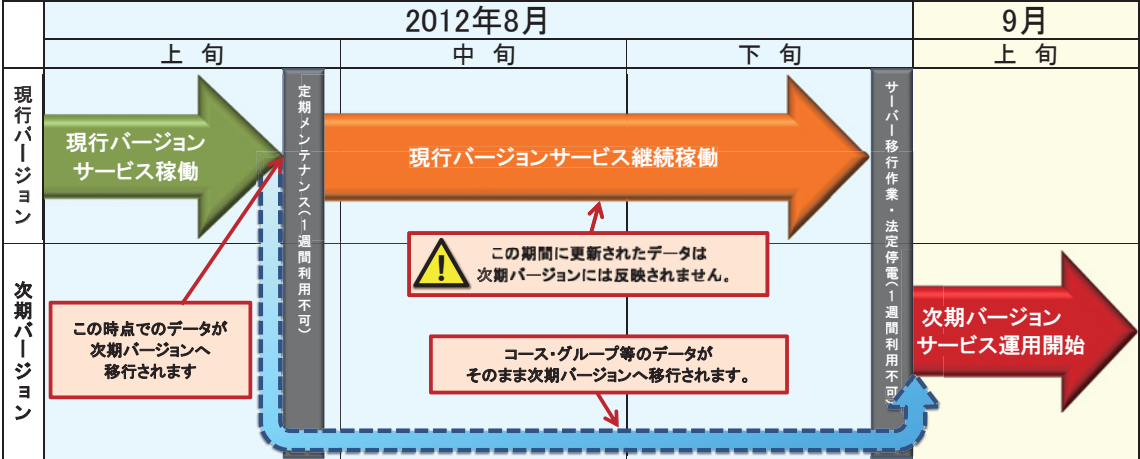 2012年8月
9月
上 旬
中 旬
下 旬
上 旬
現行バージョン
現行バージョン
サービス稼働
定期メンテナンス(1週間利用不可)
現行バージョンサービス継続稼働
サーバー移行作業・法定停電(1週間利用不可)
この期間に更新されたデータは
次期バージョンには反映されません。
次期バージョン
この時点でのデータが
次期バージョンへ
移行されます
コース・グループ等のデータが
そのまま次期バージョンへ移行されます。
次期バージョン
サービス運用開始